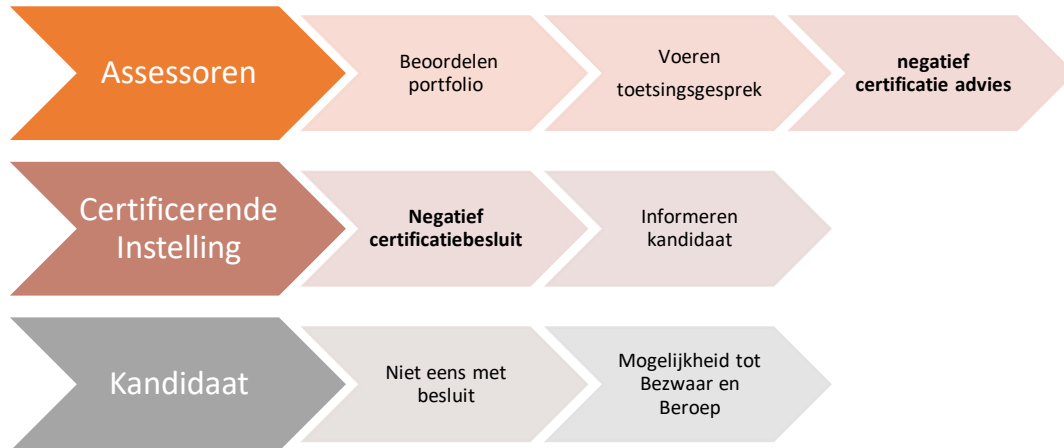 Assessoren
Beoordelen
portfolio
Voeren
toetsingsgesprek
negatief
certificatie advies
Certificerende
Instelling
Negatief
certificatiebesluit
Informeren
kandidaat
Kandidaat
Niet eens met
besluit
Mogelijkheid tot
Bezwaar en
Beroep